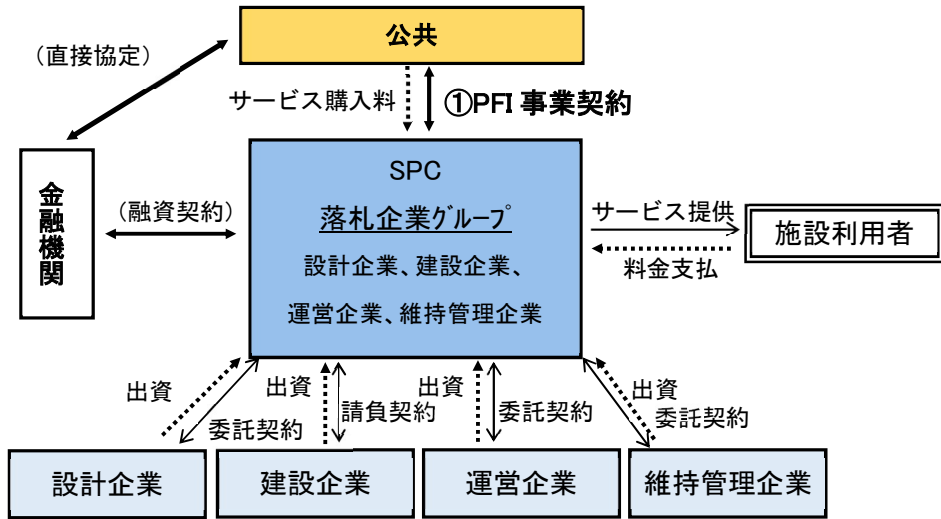 公共
(直接協定)
サービス購入料
①PFI 事業契約
金融機関
(融資契約)
SPC
落札企業グループ
設計企業、建設企業、
運営企業、維持管理企業
サービス提供
料金支払
施設利用者
出資
委託契約
出資
請負契約
出資
委託契約
出資
委託契約
設計企業
建設企業
運営企業
維持管理企業